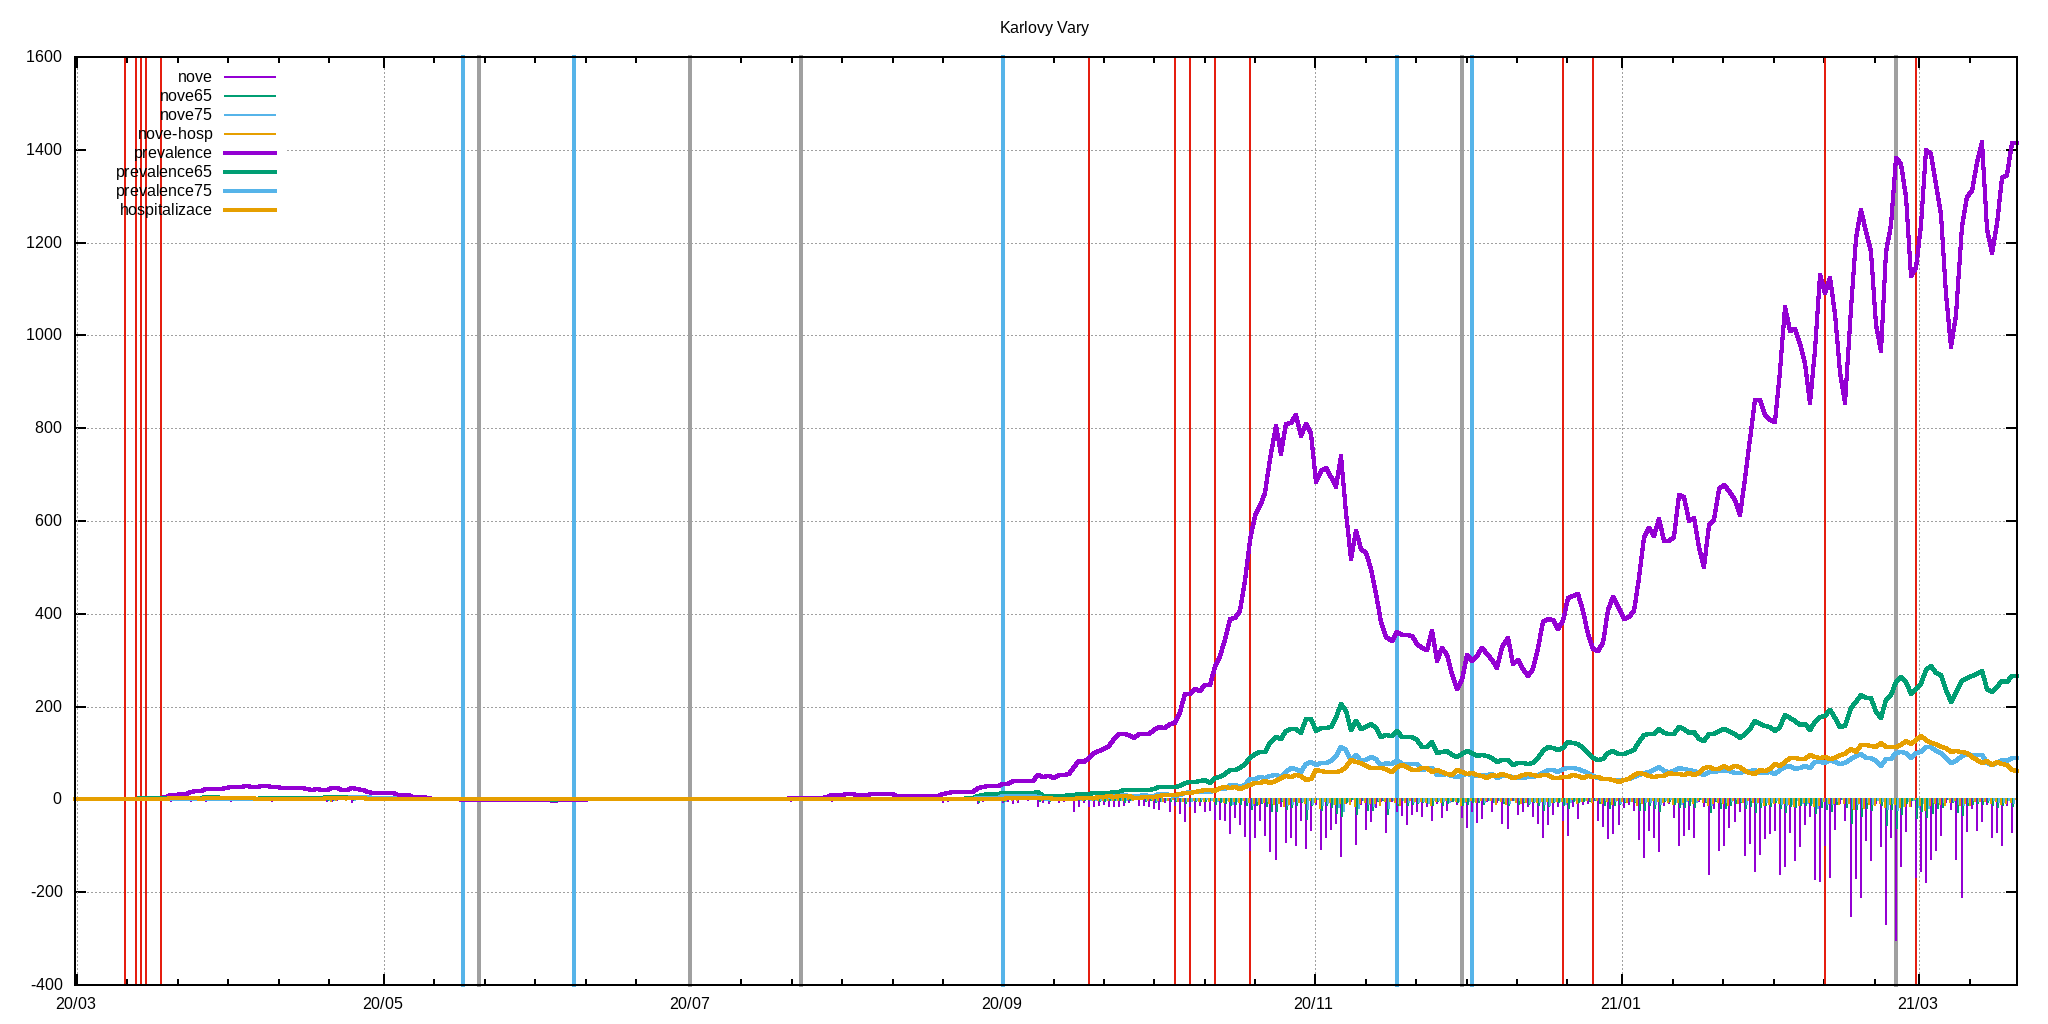 Karlovy Vary
1600
1400
1200
1000
800
600
400
200
0
-200
-400
nove
nove65
nove75
nove-hosp
prevalence
prevalence65
prevalence75
hospitalizace
20/03 20/05 20/07 20/09 20/11 21/01 21/03